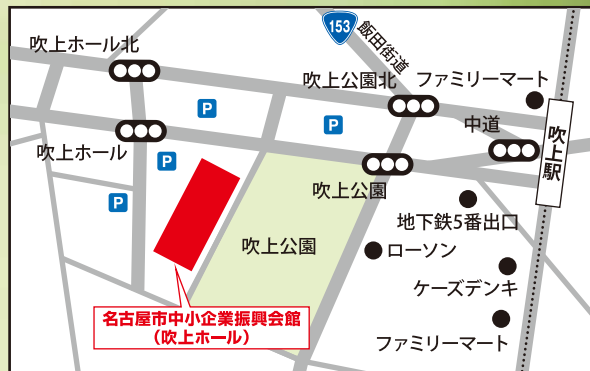 153
飯田街道
吹上ホール北
吹上公園北
ファミリーマート
P
P
中道
吹上駅
吹上ホール
P
吹上公園
P
地下鉄5番出口
吹上公園
ローソン
ケーズデンキ
名古屋市中小企業振興会館
（吹上ホール）
ファミリーマート